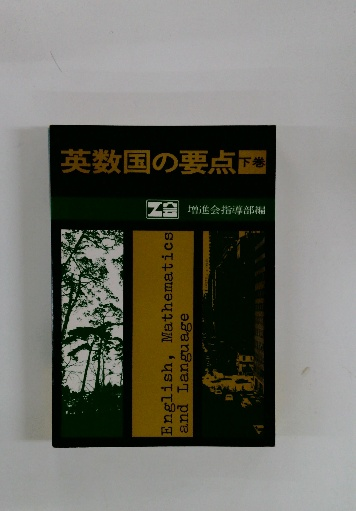 英数国の要点 下巻
Z会 増進会指導部編
English, Mathematics
and Language